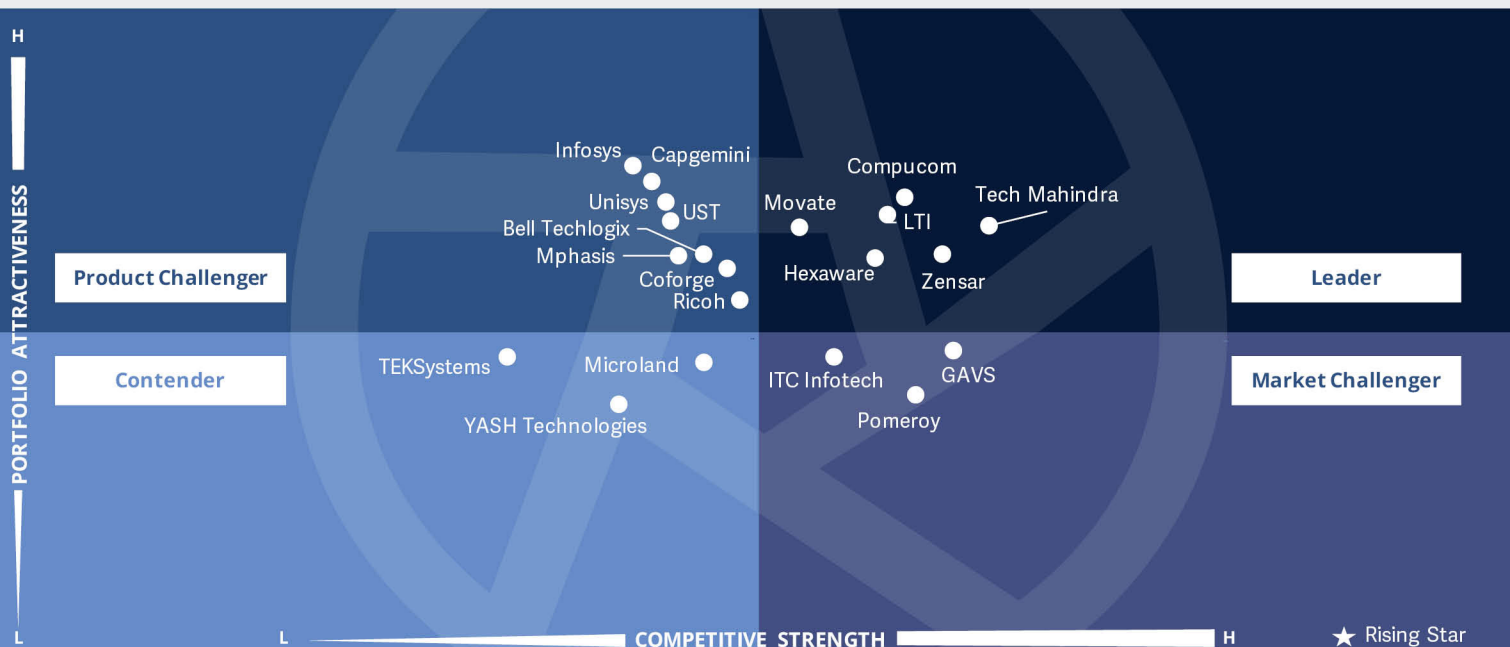 H
PORTFOLIO ATTRACTIVENESS
L
Product Challenger
Leader
Contender
Market Challenger
Infosys
Capgemini
Unisys
UST
Bell Techlogix
Mphasis
Coforge
Ricoh
Compucom
Movate
Tech Mahindra
LTI
Hexaware
Zensar
TEKSystems
Microland
YASH Technologies
ITC Infotech
GAVS
Pomeroy
L
COMPETITIVE STRENGTH
H
Rising Star